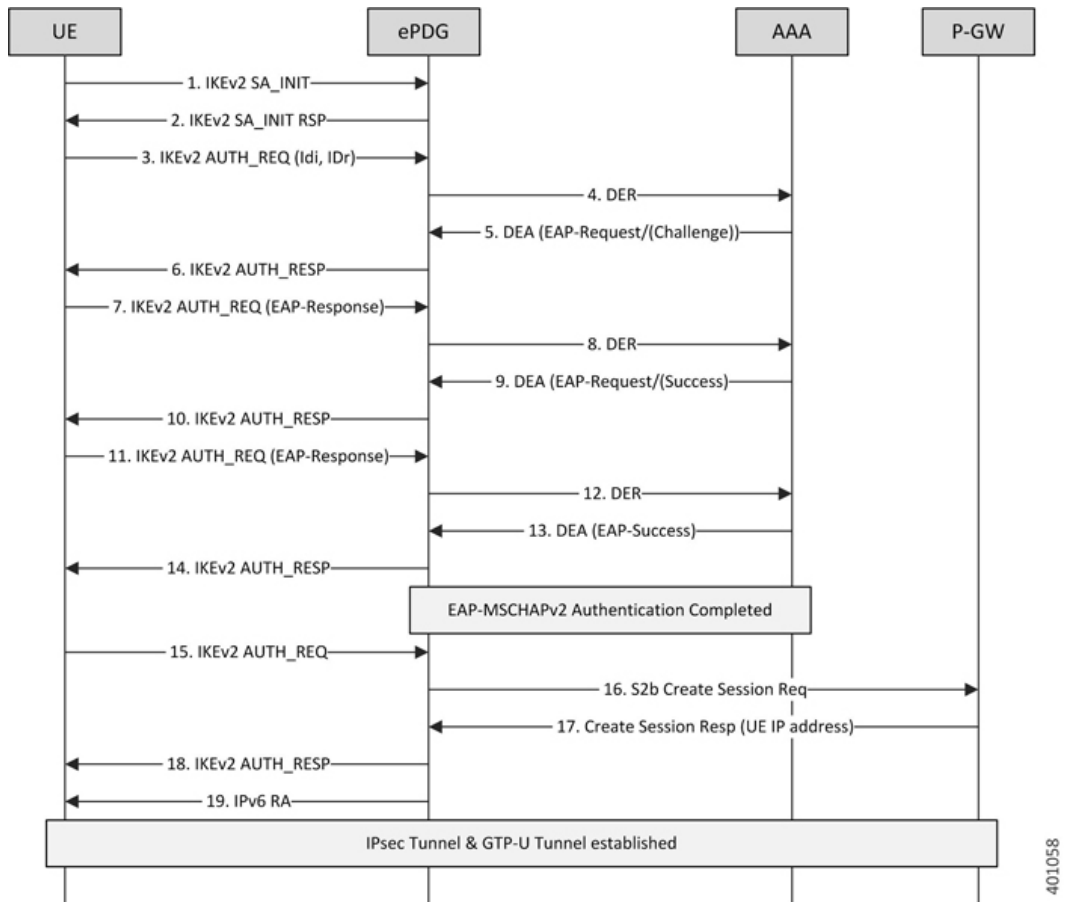 UE
ePDG
AAA
P-GW
1. IKEv2 SA_INIT
2. IKEv2 SA_INIT RSP
3. IKEv2 AUTH_REQ (Idi, IDr)
4. DER
5. DEA (EAP-Request/(Challenge))
6. IKEv2 AUTH_RESP
7. IKEv2 AUTH_REQ (EAP-Response)
8. DER
9. DEA (EAP-Request/(Success)
10. IKEv2 AUTH_RESP
11. IKEv2 AUTH_REQ (EAP-Response)
12. DER
13. DEA (EAP-Success)
14. IKEv2 AUTH_RESP
EAP-MSCHAPv2 Authentication Completed
15. IKEv2 AUTH_REQ
16. S2b Create Session Req
17. Create Session Resp (UE IP address)
18. IKEv2 AUTH_RESP
19. IPv6 RA
IPsec Tunnel & GTP-U Tunnel established
401058